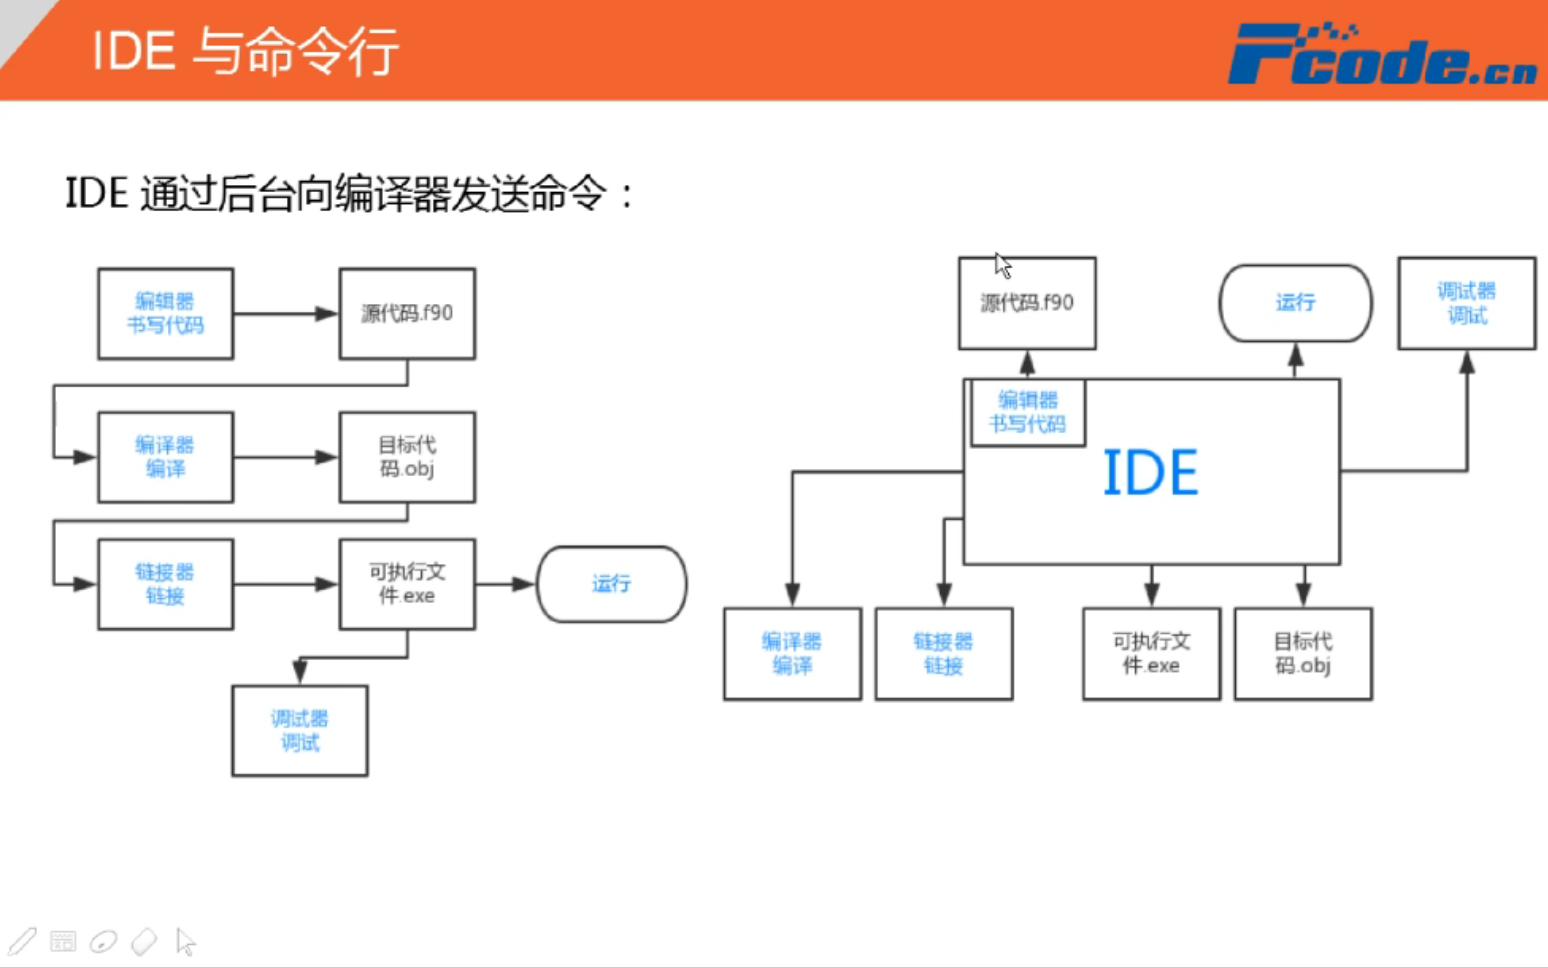 IDE 与命令行
Fcode.cn
IDE 通过后台向编译器发送命令：
编辑器
书写代码
源代码.f90
编译器
编译
目标代
码.obj
链接器
链接
可执行文
件.exe
运行
调试器
调试
源代码.f90
运行
调试器
调试
编辑器
书写代码
IDE
编译器
编译
链接器
链接
可执行文
件.exe
目标代
码.obj